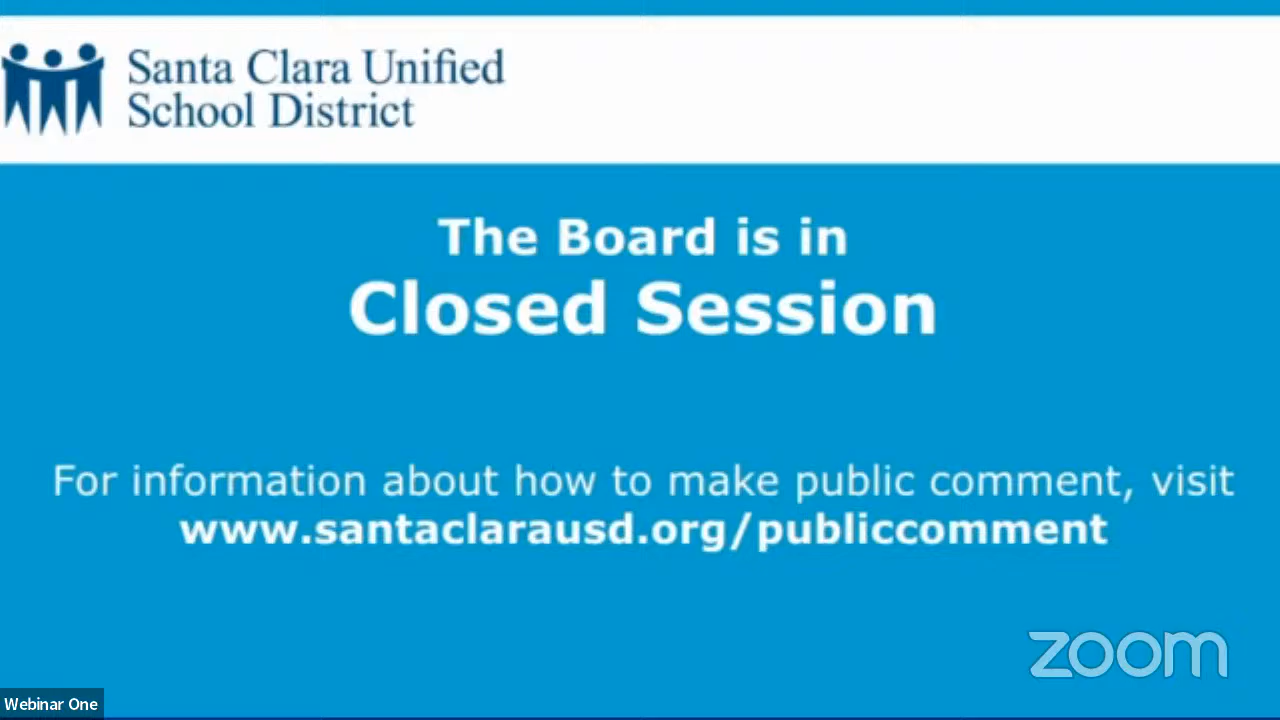 Santa Clara Unified
School District
The Board is in
Closed Session
For information about how to make public comment, visit
www.santaclarausd.org/publiccomment
zoom
Webinar One